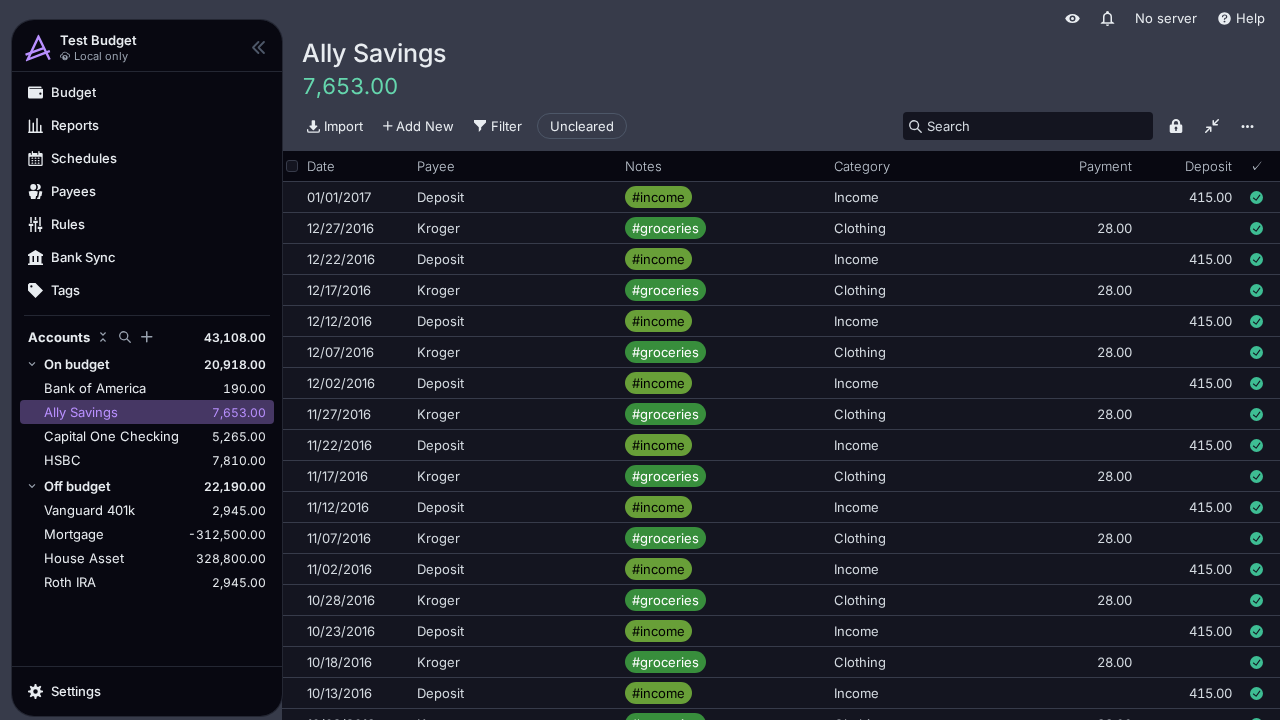 Test Budget
Local only
Budget
Reports
Schedules
Payees
Rules
Bank Sync
Tags
Accounts 43,108.00
On budget 20,918.00
Bank of America 190.00
Ally Savings 7,653.00
Capital One Checking 5,265.00
HSBC 7,810.00
Off budget 22,190.00
Vanguard 401k 2,945.00
Mortgage -312,500.00
House Asset 328,800.00
Roth IRA 2,945.00
Settings
No server Help
Ally Savings
7,653.00
Import Add New Filter Uncleared Search
Date Payee Notes Category Payment Deposit
01/01/2017 Deposit #income Income 415.00
12/27/2016 Kroger #groceries Clothing 28.00
12/22/2016 Deposit #income Income 415.00
12/17/2016 Kroger #groceries Clothing 28.00
12/12/2016 Deposit #income Income 415.00
12/07/2016 Kroger #groceries Clothing 28.00
12/02/2016 Deposit #income Income 415.00
11/27/2016 Kroger #groceries Clothing 28.00
11/22/2016 Deposit #income Income 415.00
11/17/2016 Kroger #groceries Clothing 28.00
11/12/2016 Deposit #income Income 415.00
11/07/2016 Kroger #groceries Clothing 28.00
11/02/2016 Deposit #income Income 415.00
10/28/2016 Kroger #groceries Clothing 28.00
10/23/2016 Deposit #income Income 415.00
10/18/2016 Kroger #groceries Clothing 28.00
10/13/2016 Deposit #income Income 415.00